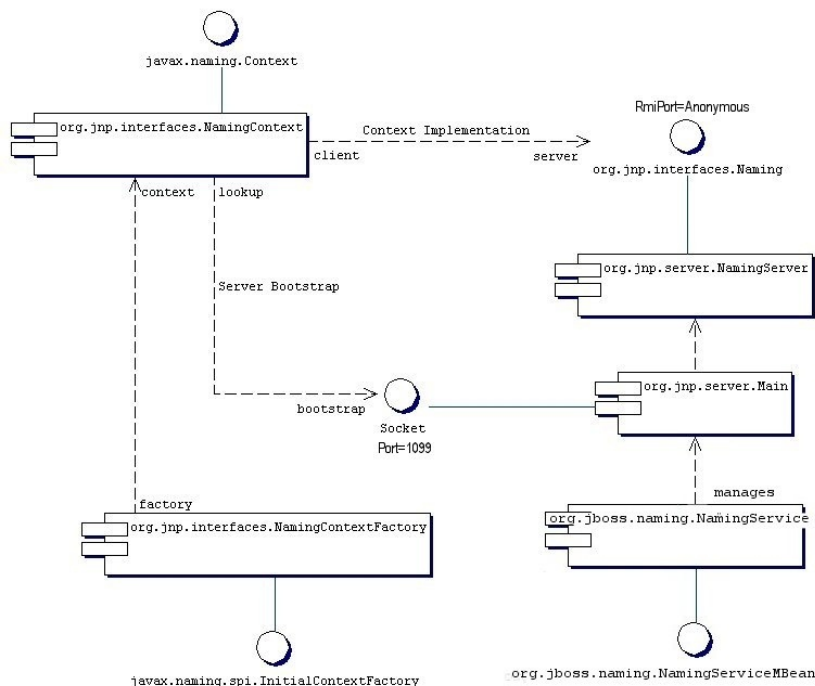 javax.naming.Context
RmiPort=Anonymous
org.jnp.interfaces.NamingContext
Context Implementation
client
server
org.jnp.interfaces.Naming
context
lookup
org.jnp.server.NamingServer
Server Bootstrap
org.jnp.server.Main
bootstrap
Socket
Port=1099
manages
factory
org.jboss.naming.NamingService
org.jnp.interfaces.NamingContextFactory
org.jboss.naming.NamingServiceMBean
javax.naming.spi.InitialContextFactory